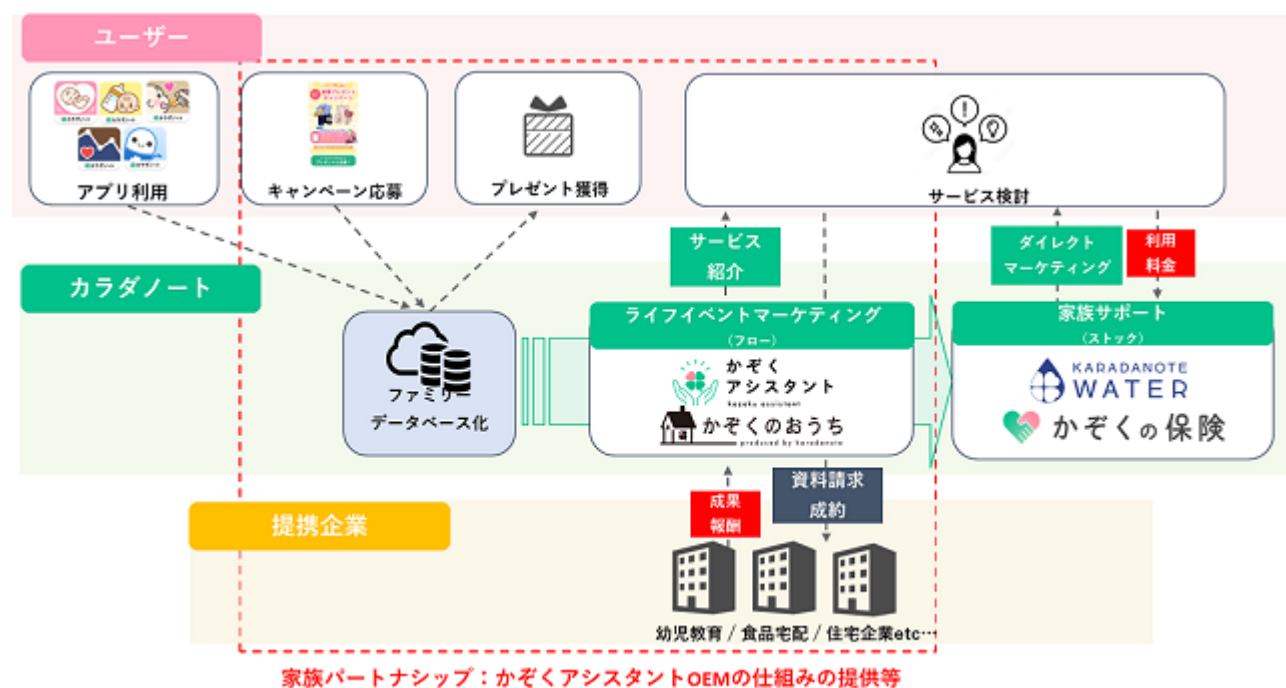 ユーザー
アプリ利用
キャンペーン応募
プレゼント獲得
サービス検討
サービス
紹介
ダイレクト
マーケティング
利用
料金
カラダノート
ファミリー
データベース化
ライフイベントマーケティング
(フロー)
かぞく
アシスタント
kazoku assistant
かぞくのおうち
produced by karadanote
家族サポート
(ストック)
KARADANOTE
WATER
かぞくの保険
成果
報酬
資料請求
成約
提携企業
幼児教育 / 食品宅配 / 住宅企業etc…
家族パートナシップ：かぞくアシスタントOEMの仕組みの提供等